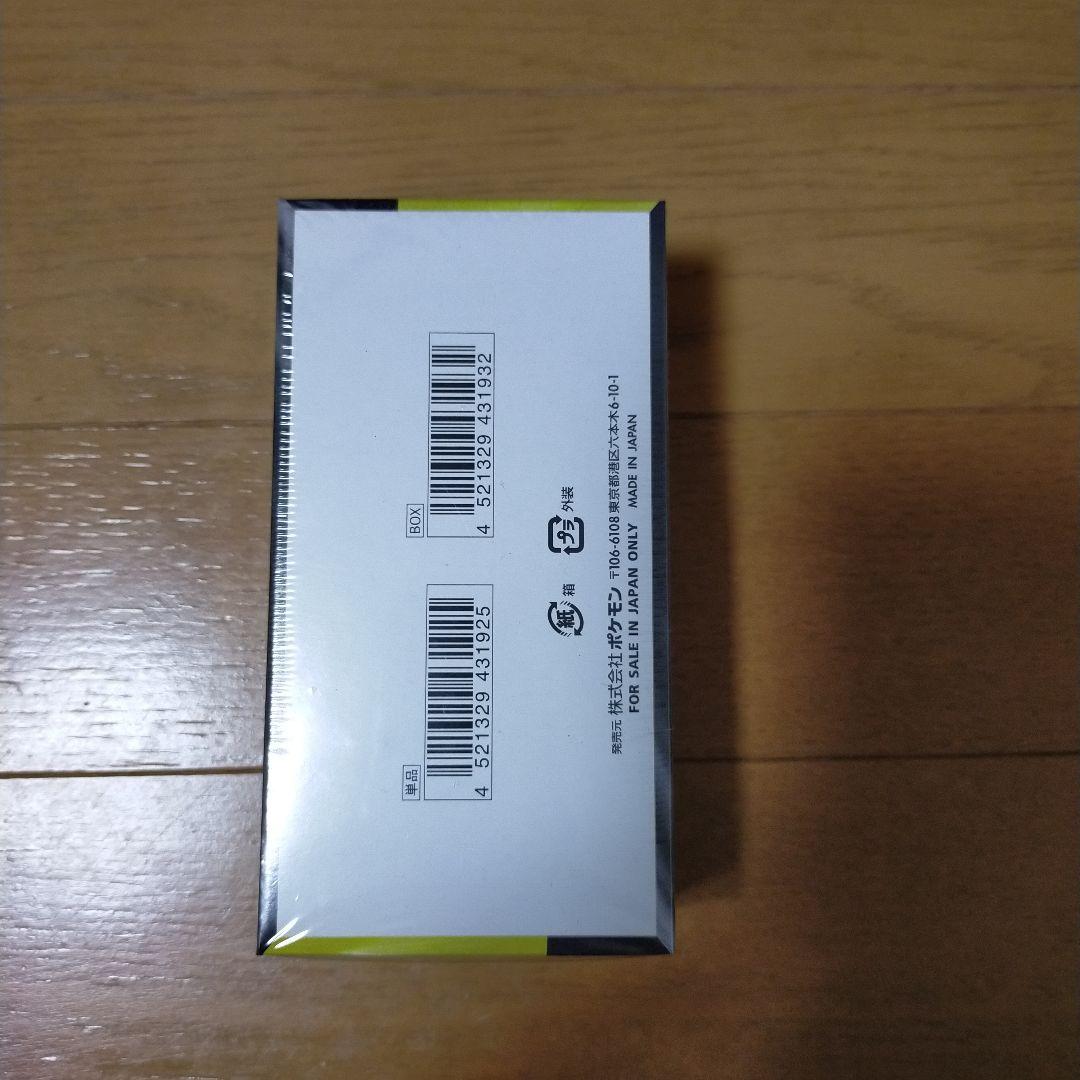 単品
4 521329 431925
BOX
4 521329 431932
紙 箱
プラ 外装
発売元 株式会社 ポケモン 〒106-6108 東京都港区六本木6-10-1
FOR SALE IN JAPAN ONLY MADE IN JAPAN